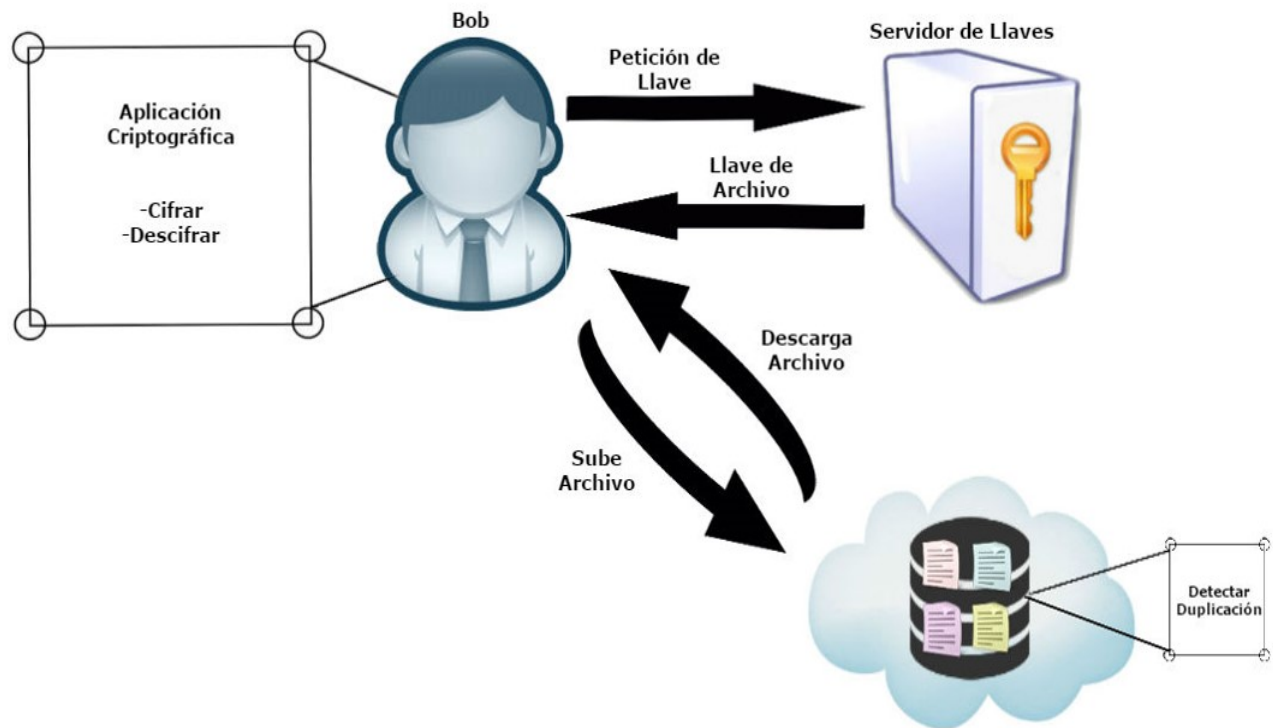 Bob
Servidor de Llaves
Petición de
Llave
Aplicación
Criptográfica
-Cifrar
-Descifrar
Llave de
Archivo
Descarga
Archivo
Sube
Archivo
Detectar
Duplicación